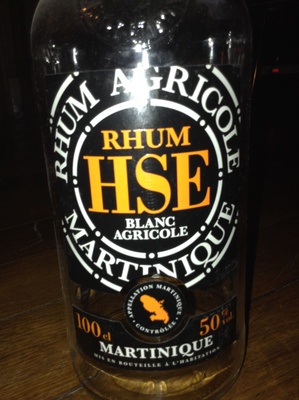 RHUM AGRICOLE
RHUM
HSE
BLANC
AGRICOLE
MARTINIQUE
APPELLATION MARTINIQUE
CONTRÔLÉE
100 cl
50 % vol.
MARTINIQUE
MIS EN BOUTEILLE À L'HABITATION